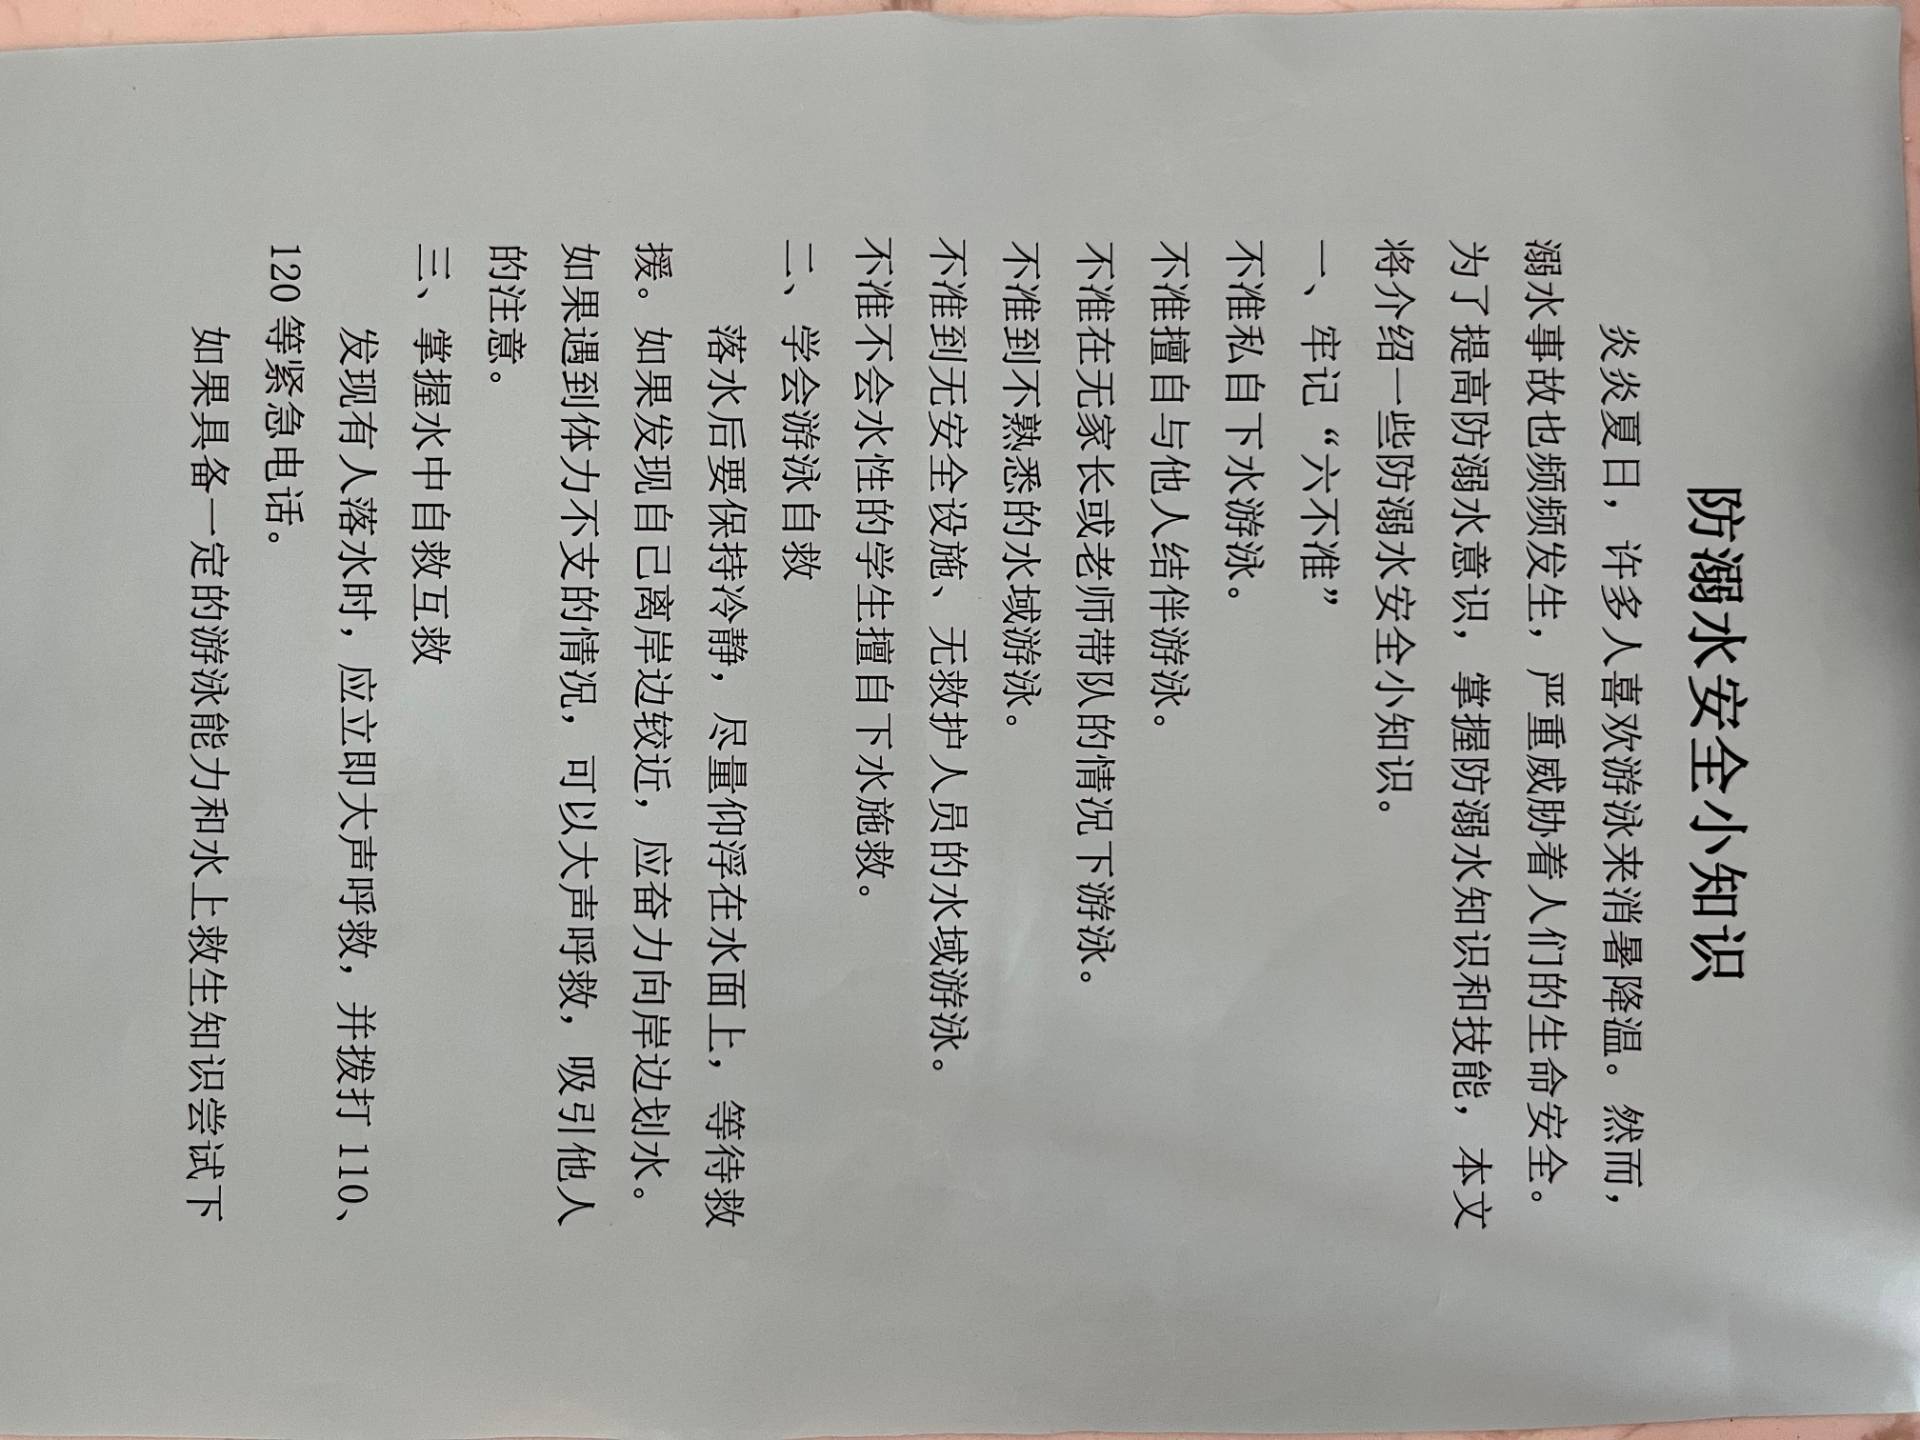 防溺水安全小知识
炎炎夏日，许多人喜欢游泳来消暑降温。然而，
溺水事故也频频发生，严重威胁着人们的生命安全。
为了提高防溺水意识，掌握防溺水知识和技能，本文
将介绍一些防溺水安全小知识。
一、牢记“六不准”
不准私自下水游泳。
不准擅自与他人结伴游泳。
不准在无家长或老师带队的情况下游泳。
不准到不熟悉的水域游泳。
不准到无安全设施、无救护人员的水域游泳。
不准不会水性的学生擅自下水施救。
二、学会游泳自救
落水后要保持冷静，尽量仰浮在水面上，等待救
援。如果发现自己离岸边较近，应奋力向岸边划水。
如果遇到体力不支的情况，可以大声呼救，吸引他人
的注意。
三、掌握水中自救互救
发现有人落水时，应立即大声呼救，并拨打 110、
120 等紧急电话。
如果具备一定的游泳能力和水上救生知识尝试下